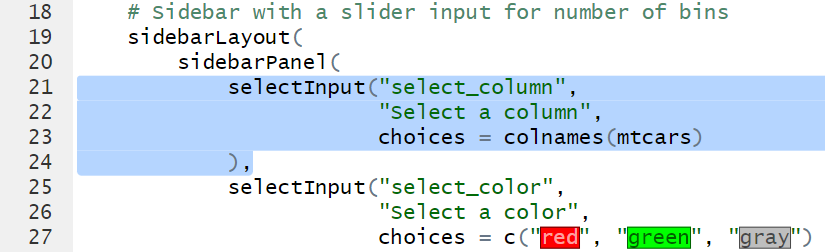 18 # Sidebar with a slider input for number of bins
19 sidebarLayout(
20 sidebarPanel(
21 selectInput("select_column",
22 "Select a column",
23 choices = colnames(mtcars)
24 ),
25 selectInput("select_color",
26 "Select a color",
27 choices = c("red", "green", "gray")